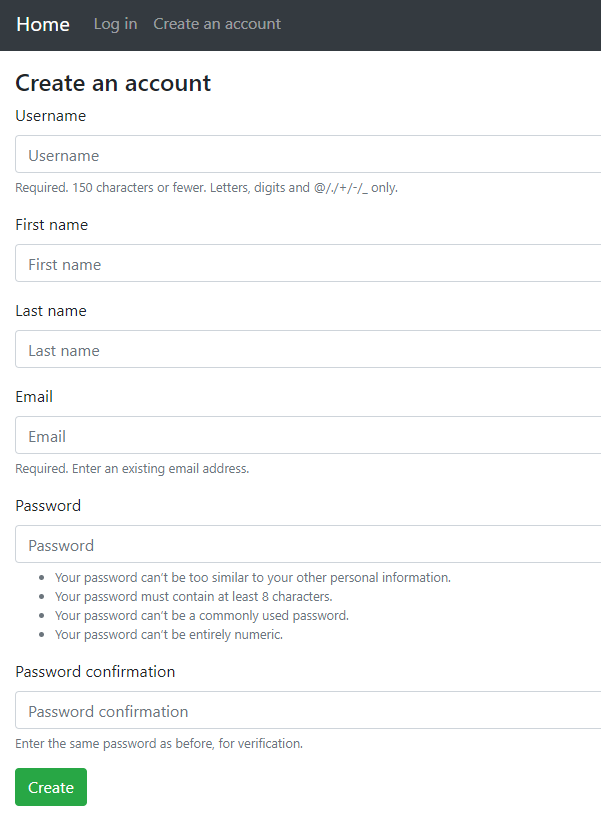 Home Log in Create an account
Create an account
Username
Username
Required. 150 characters or fewer. Letters, digits and @/./+/-/_ only.
First name
First name
Last name
Last name
Email
Email
Required. Enter an existing email address.
Password
Password
• Your password can’t be too similar to your other personal information.
• Your password must contain at least 8 characters.
• Your password can’t be a commonly used password.
• Your password can’t be entirely numeric.
Password confirmation
Password confirmation
Enter the same password as before, for verification.
Create